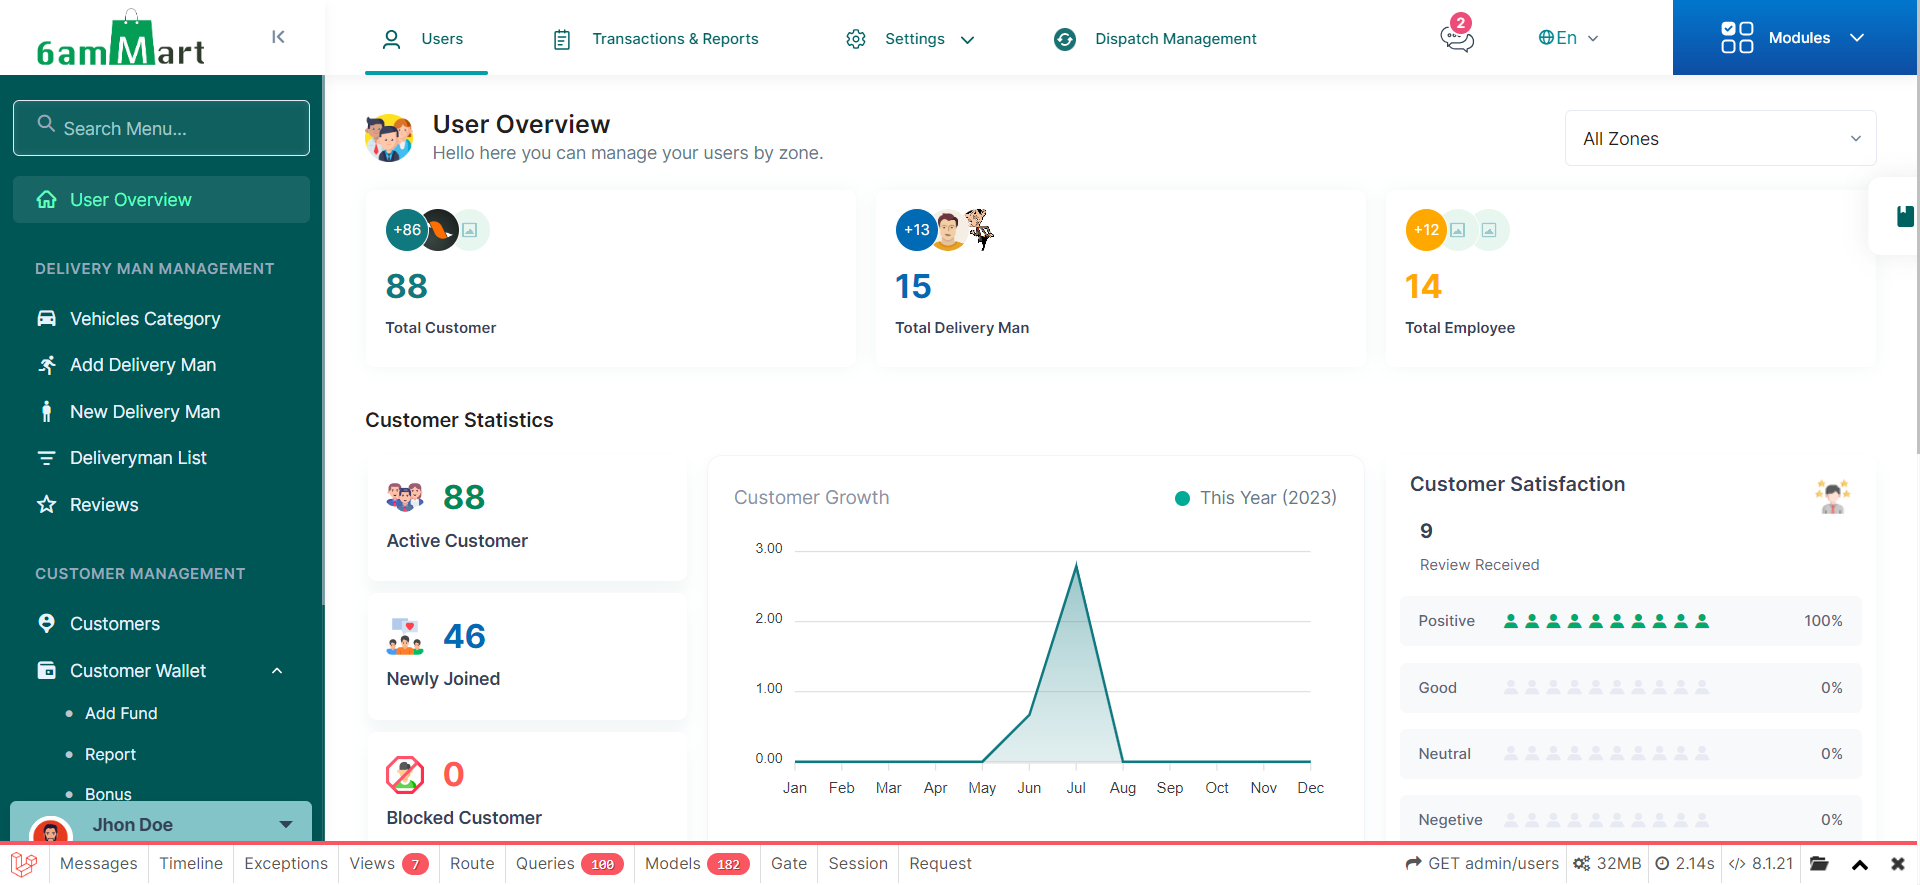 6amMart
Users
Transactions & Reports
Settings
Dispatch Management
2
En
Modules
Search Menu...
User Overview
DELIVERY MAN MANAGEMENT
Vehicles Category
Add Delivery Man
New Delivery Man
Deliveryman List
Reviews
CUSTOMER MANAGEMENT
Customers
Customer Wallet
Add Fund
Report
Bonus
Jhon Doe
User Overview
Hello here you can manage your users by zone.
All Zones
+86
88
Total Customer
+13
15
Total Delivery Man
+12
14
Total Employee
Customer Statistics
88
Active Customer
46
Newly Joined
0
Blocked Customer
Customer Growth
This Year (2023)
3.00
2.00
1.00
0.00
Jan Feb Mar Apr May Jun Jul Aug Sep Oct Nov Dec
Customer Satisfaction
9
Review Received
Positive 100%
Good 0%
Neutral 0%
Negetive 0%
Messages Timeline Exceptions Views 7 Route Queries 100 Models 182 Gate Session Request GET admin/users 32MB 2.14s 8.1.21